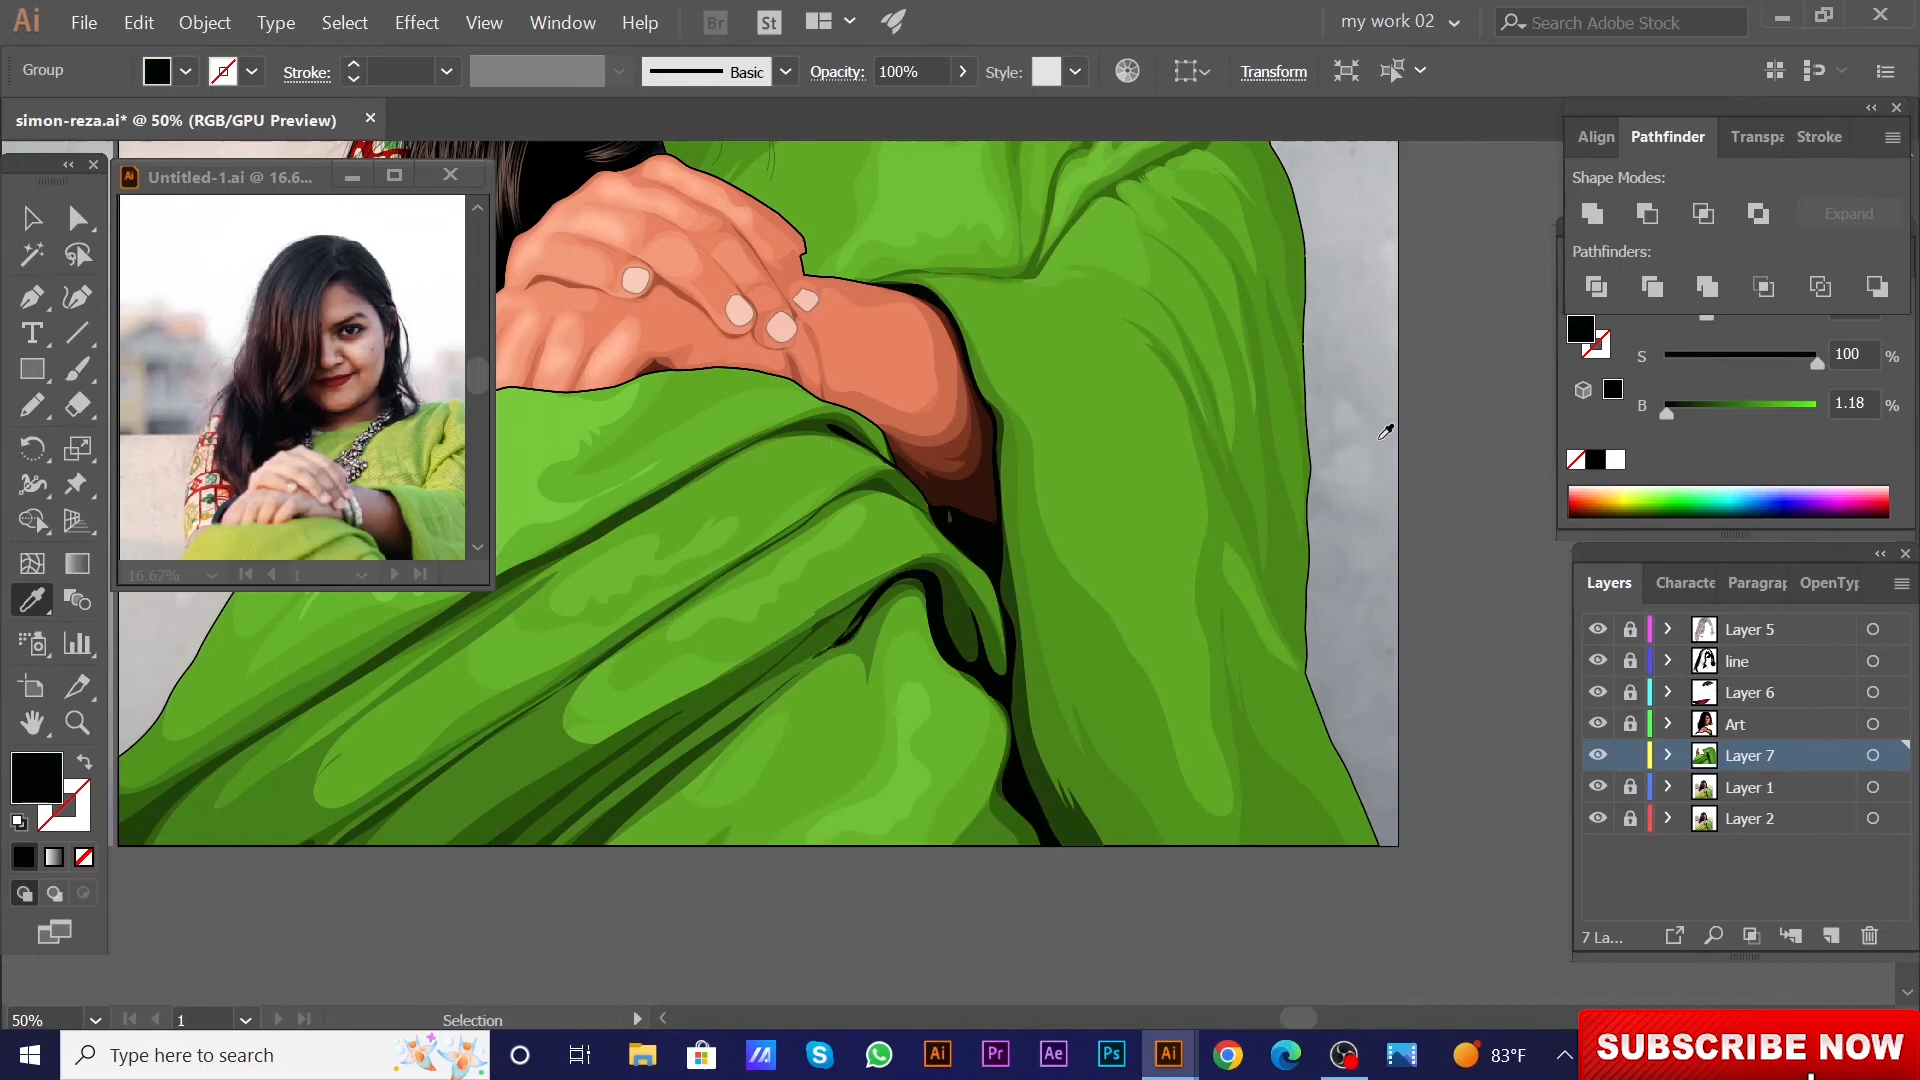 Ai File Edit Object Type Select Effect View Window Help Br St my work 02 Search Adobe Stock
Group Stroke: Basic Opacity: 100% Style: Transform
simon-reza.ai* @ 50% (RGB/GPU Preview)
Align Pathfinder Transpa Stroke
Untitled-1.ai @ 16.6...
Shape Modes:
Expand
Pathfinders:
S 100 %
B 1.18 %
16.67% 1
Layers Characte Paragrap OpenTyp
Layer 5
line
Layer 6
Art
Layer 7
Layer 1
Layer 2
7 La...
50% 1 Selection
Type here to search
Ai Pr Ae Ps Ai
83°F
SUBSCRIBE NOW